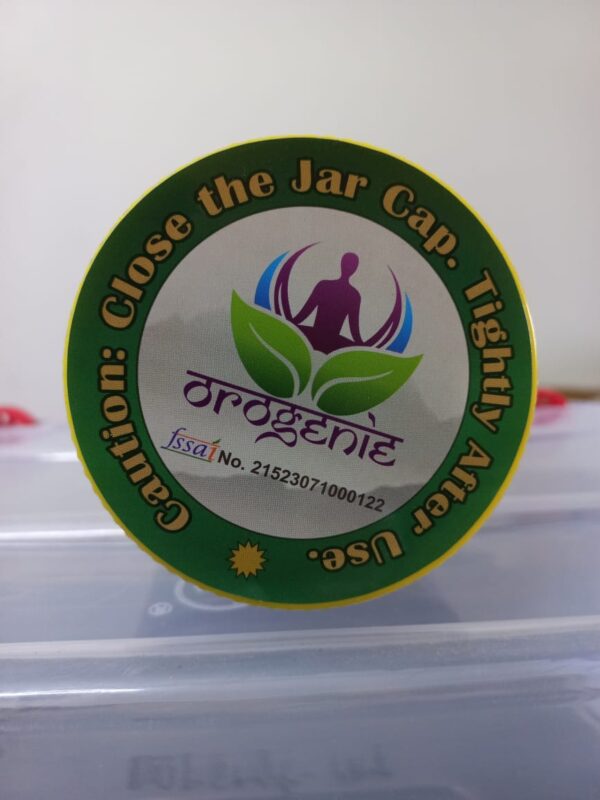 Caution: Close the Jar Cap. Tightly After Use.
orogenie
fssai No. 21523071000122